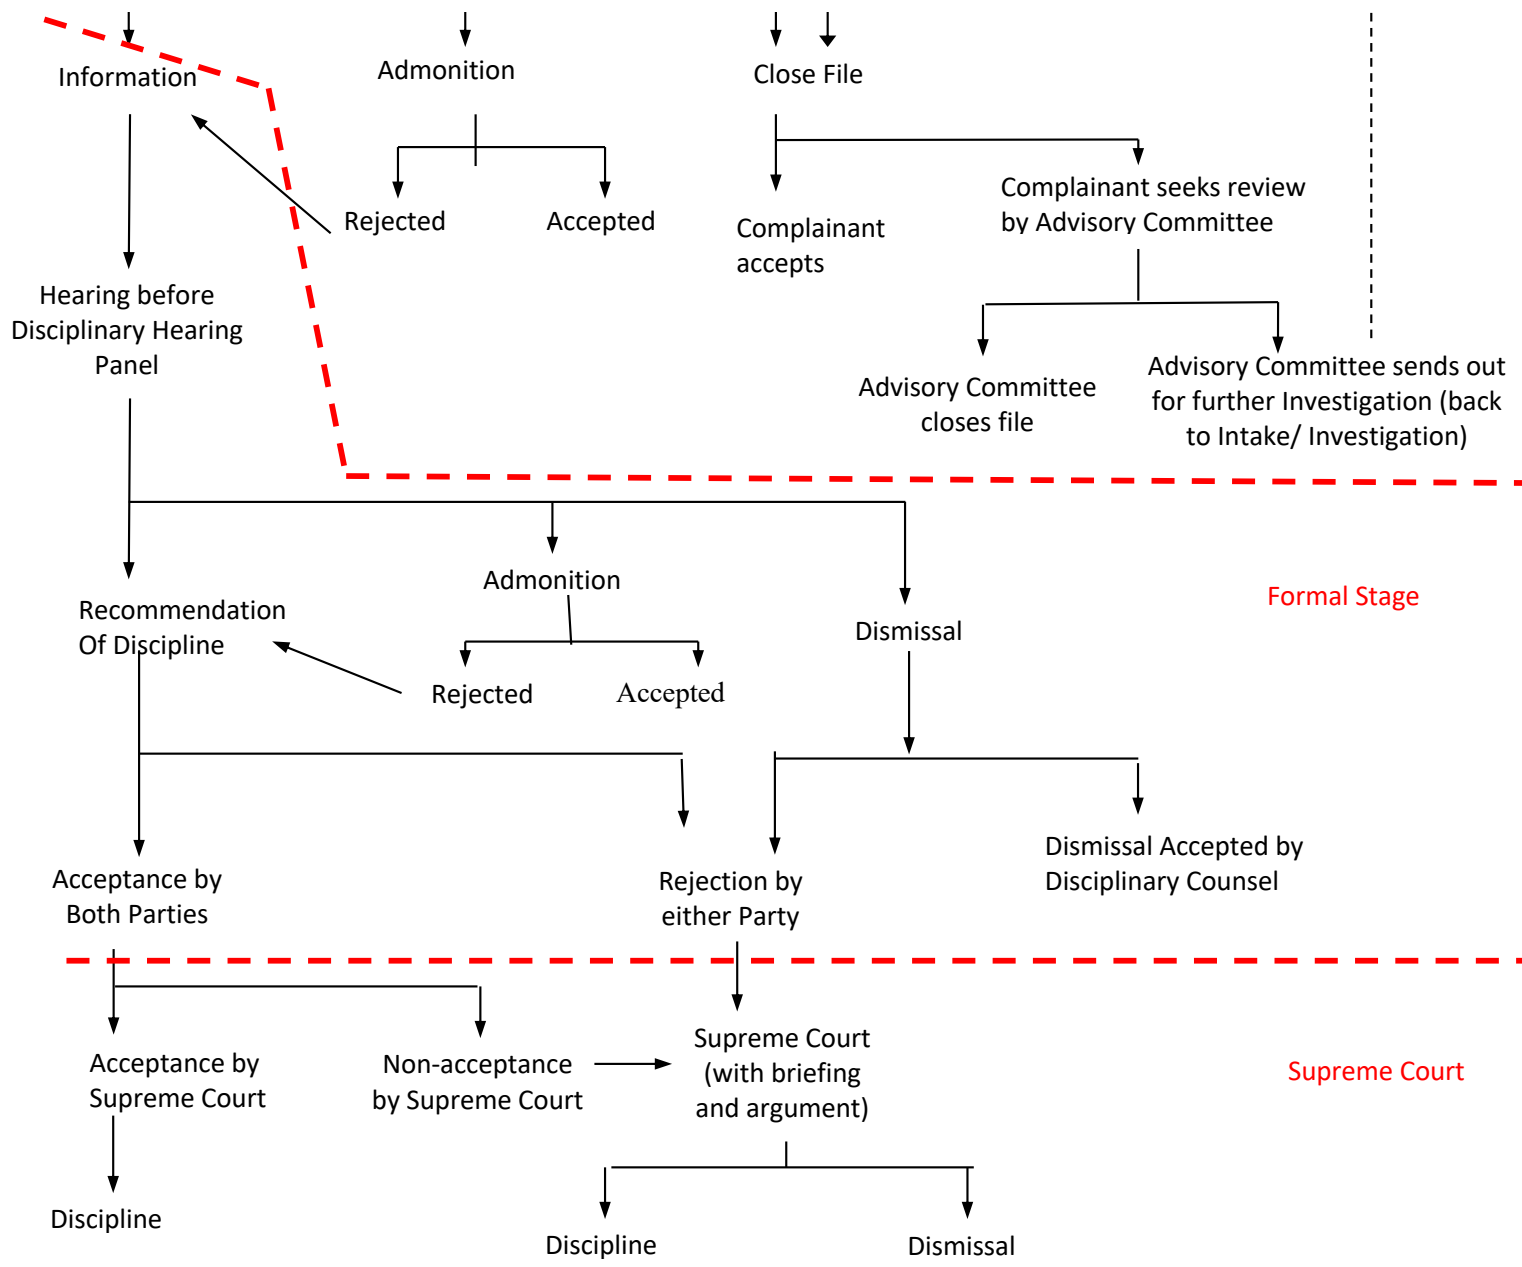 Information
Admonition
Close File
Rejected
Accepted
Complainant
accepts
Complainant seeks review
by Advisory Committee
Hearing before
Disciplinary Hearing
Panel
Advisory Committee
closes file
Advisory Committee sends out
for further Investigation (back
to Intake/ Investigation)
Recommendation
Of Discipline
Admonition
Rejected
Accepted
Dismissal
Formal Stage
Acceptance by
Both Parties
Rejection by
either Party
Dismissal Accepted by
Disciplinary Counsel
Acceptance by
Supreme Court
Non-acceptance
by Supreme Court
Supreme Court
(with briefing
and argument)
Supreme Court
Discipline
Discipline
Dismissal